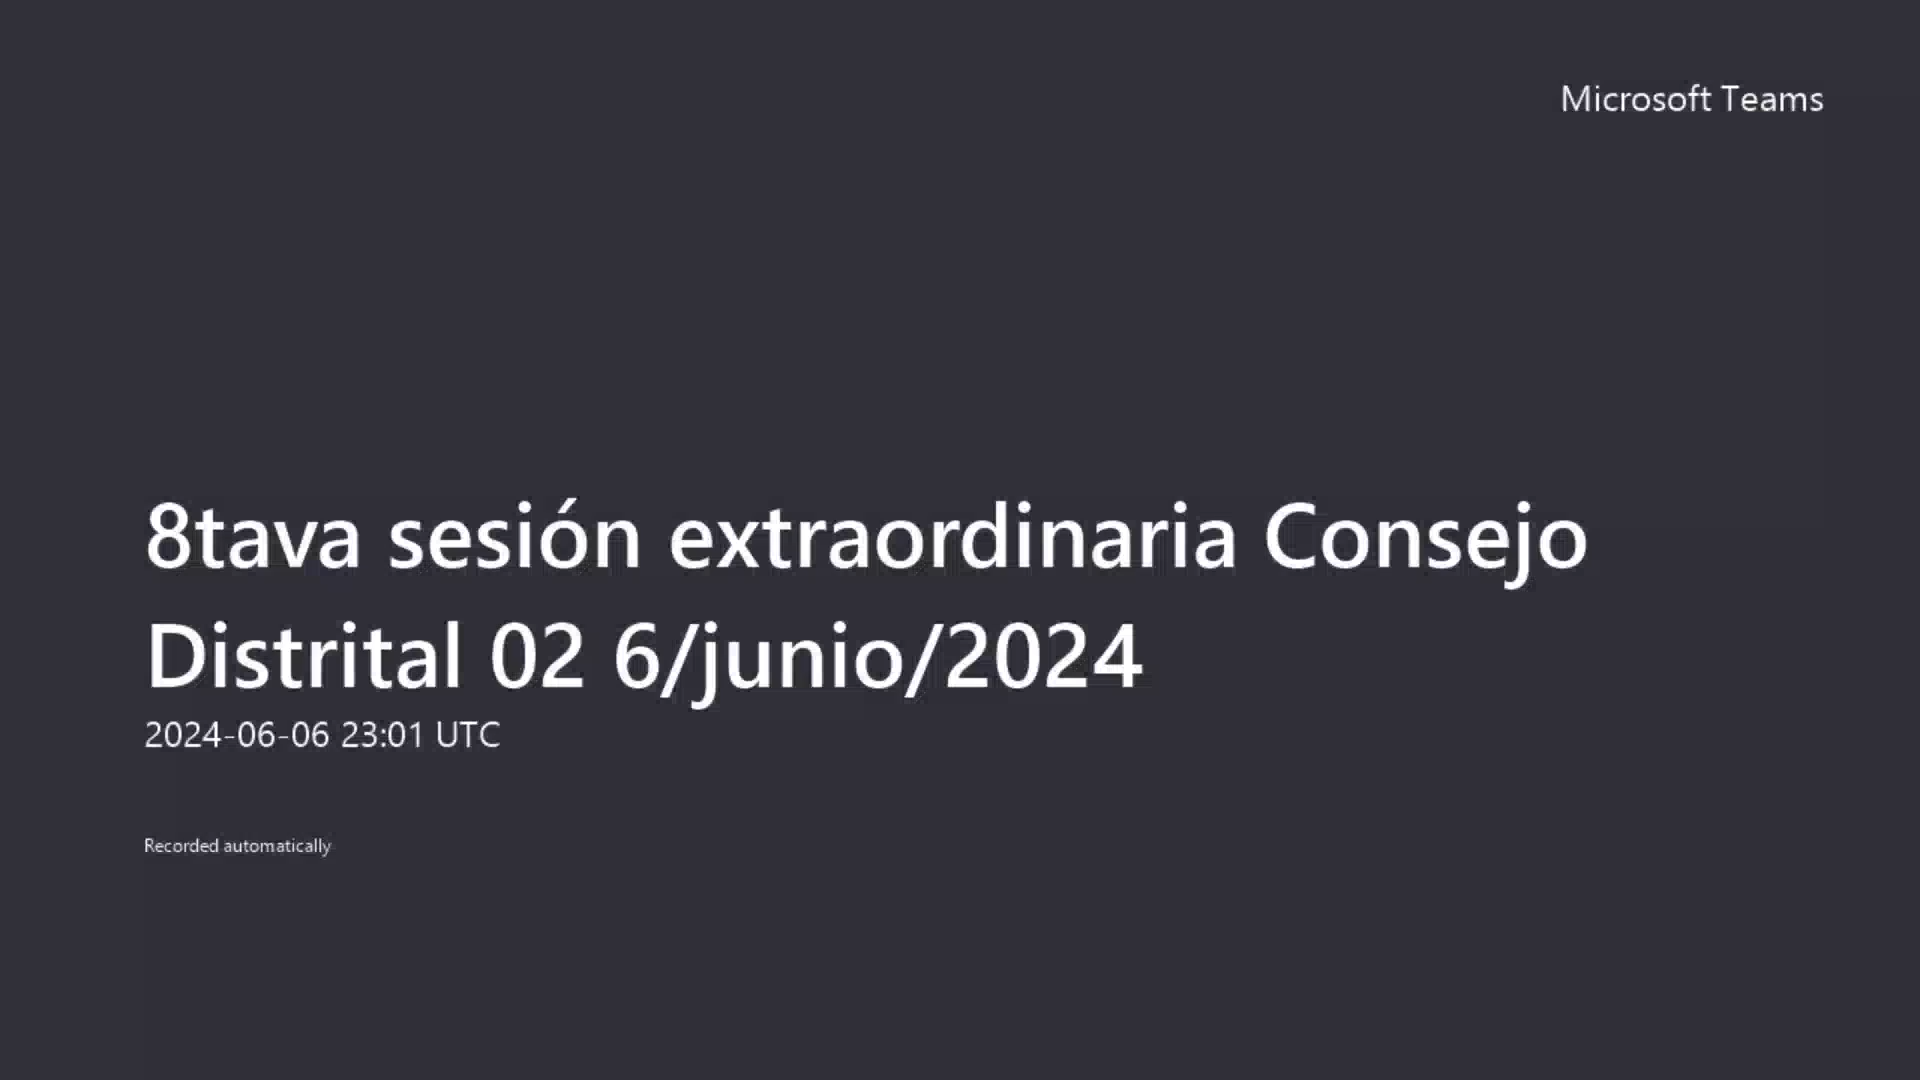 Microsoft Teams
8tava sesión extraordinaria Consejo
Distrital 02 6/junio/2024
2024-06-06 23:01 UTC
Recorded automatically